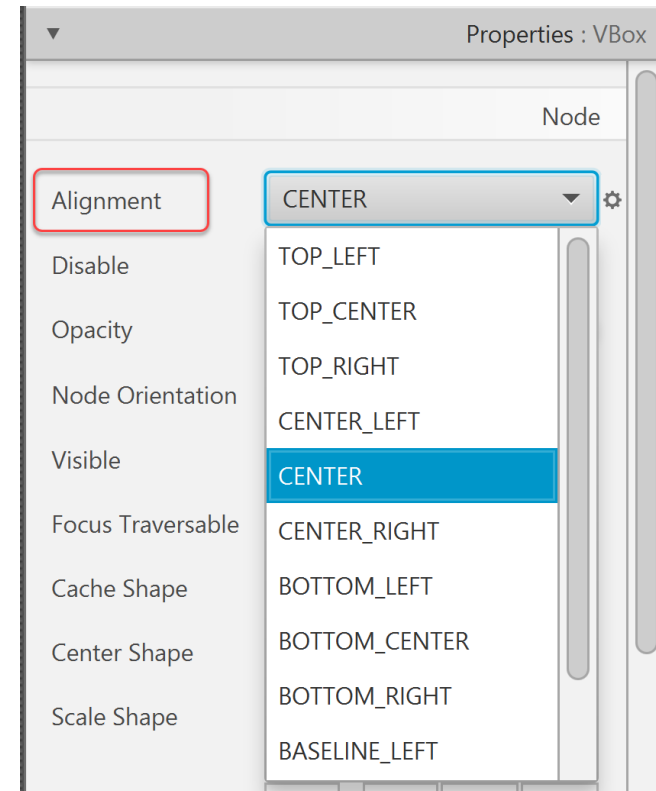 Properties : VBox
Node
Alignment
CENTER
Disable
TOP_LEFT
Opacity
TOP_CENTER
TOP_RIGHT
Node Orientation
CENTER_LEFT
Visible
CENTER
Focus Traversable
CENTER_RIGHT
Cache Shape
BOTTOM_LEFT
Center Shape
BOTTOM_CENTER
Scale Shape
BOTTOM_RIGHT
BASELINE_LEFT